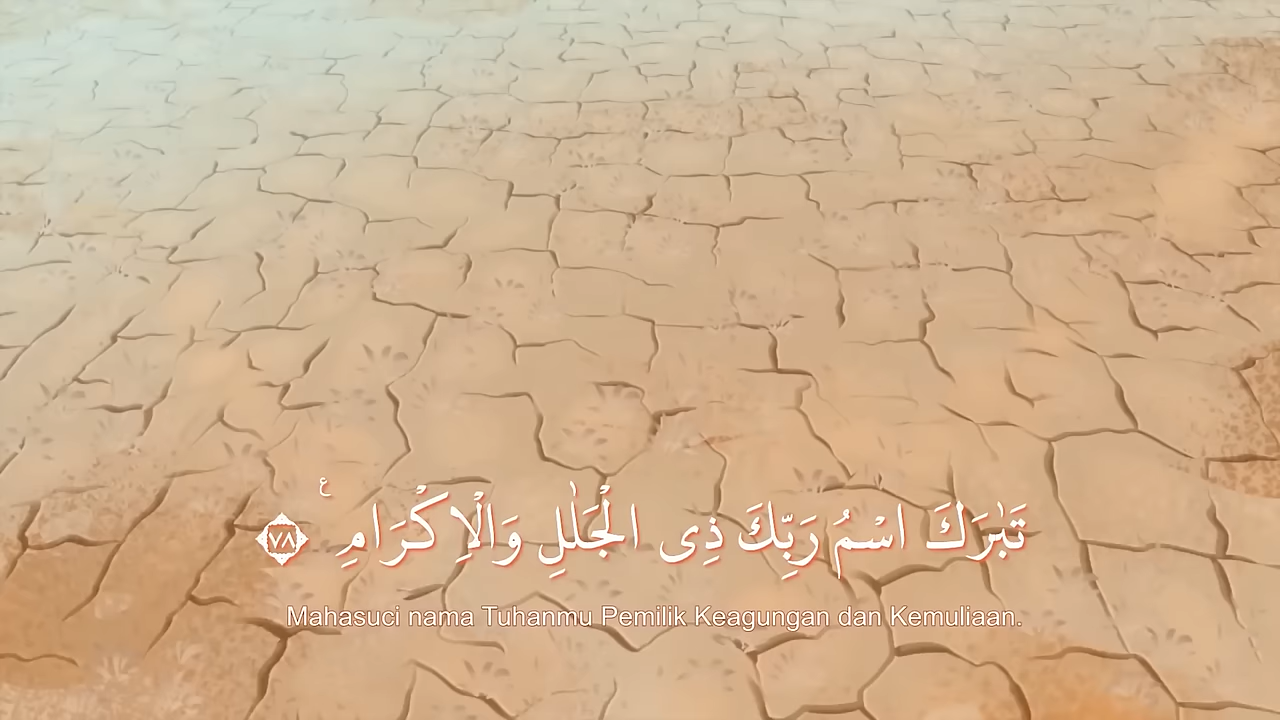 تَبٰرَكَ اسْمُ رَبِّكَ ذِى الْجَلٰلِ وَالْاِكْرَامِ ࣖ ٧٨
Mahasuci nama Tuhanmu Pemilik Keagungan dan Kemuliaan.